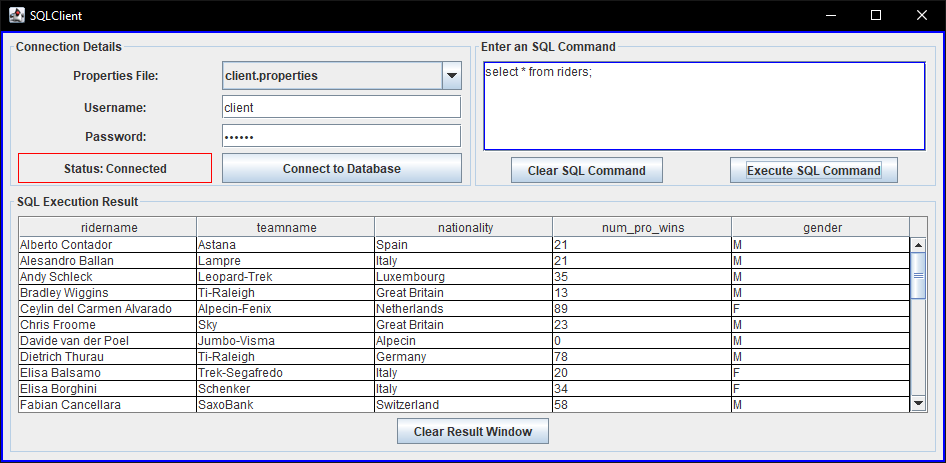 SQLClient
Connection Details
Properties File: client.properties
Username: client
Password: ••••••
Status: Connected Connect to Database
Enter an SQL Command
select * from riders;
Clear SQL Command Execute SQL Command
SQL Execution Result
ridername teamname nationality num_pro_wins gender
Alberto Contador Astana Spain 21 M
Alesandro Ballan Lampre Italy 21 M
Andy Schleck Leopard-Trek Luxembourg 35 M
Bradley Wiggins Ti-Raleigh Great Britain 13 M
Ceylin del Carmen Alvarado Alpecin-Fenix Netherlands 89 F
Chris Froome Sky Great Britain 23 M
Davide van der Poel Jumbo-Visma Alpecin 0 M
Dietrich Thurau Ti-Raleigh Germany 78 M
Elisa Balsamo Trek-Segafredo Italy 20 F
Elisa Borghini Schenker Italy 34 F
Fabian Cancellara SaxoBank Switzerland 58 M
Clear Result Window